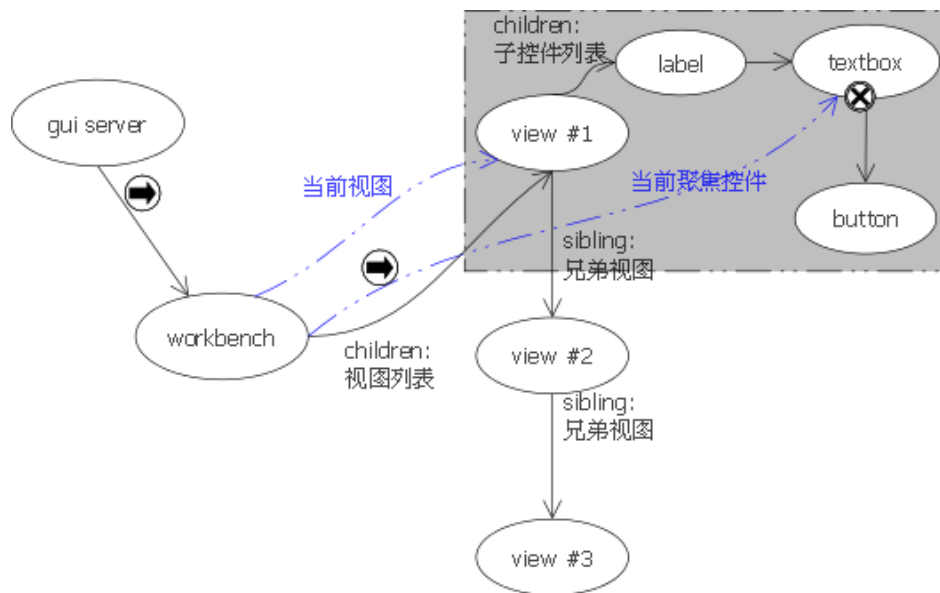 children:
子控件列表
label
textbox
gui server
view #1
当前视图
当前聚焦控件
button
sibling:
兄弟视图
workbench
children:
视图列表
view #2
sibling:
兄弟视图
view #3